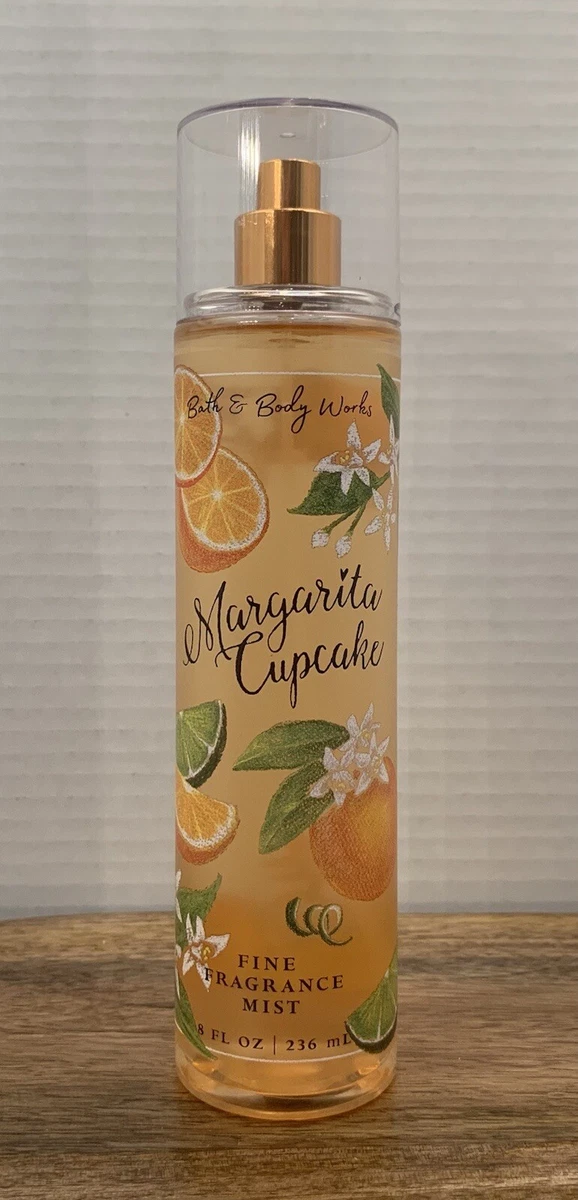 Bath & Body Works
Margarita
Cupcake
FINE
FRAGRANCE
MIST
8 FL OZ | 236 mL